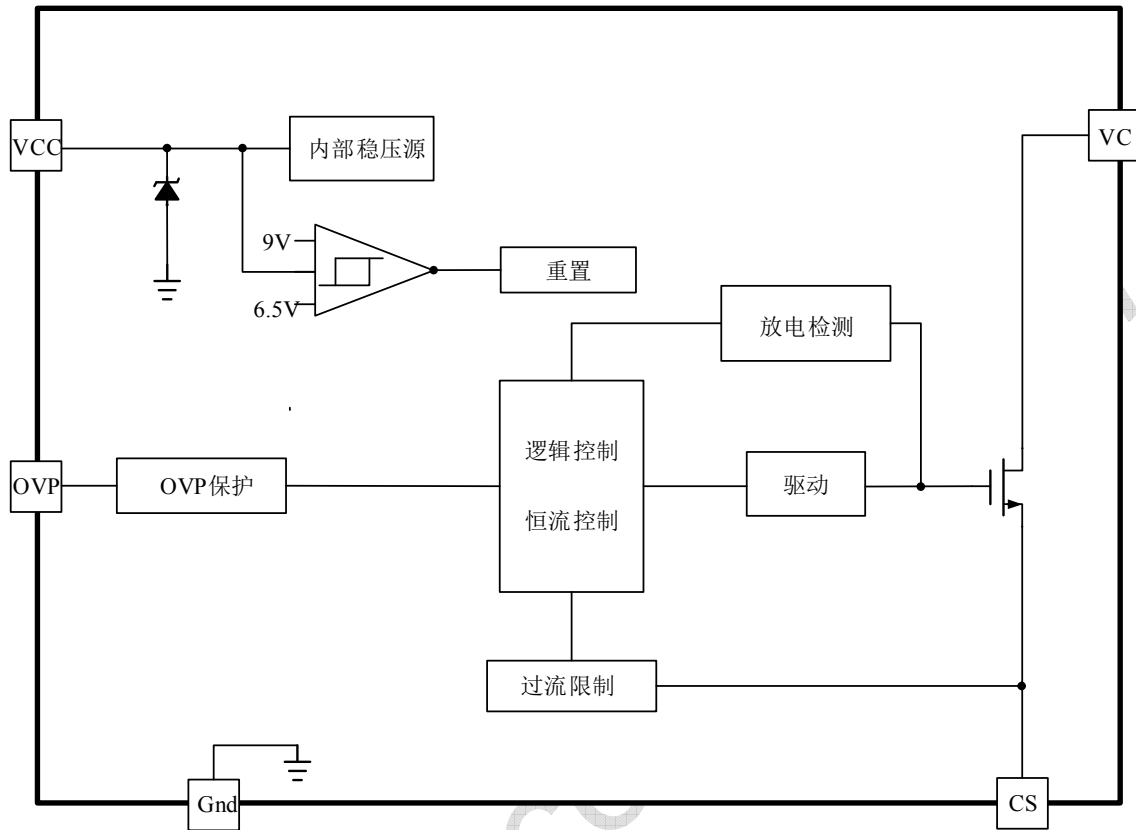 VCC
内部稳压源
VC
9V
6.5V
重置
放电检测
逻辑控制
恒流控制
OVP
OVP保护
驱动
过流限制
Gnd
CS